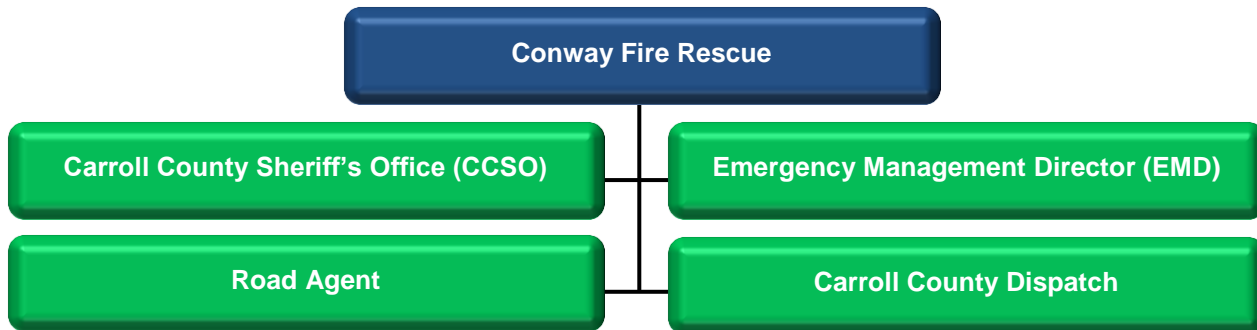 Conway Fire Rescue
Carroll County Sheriff’s Office (CCSO)
Emergency Management Director (EMD)
Road Agent
Carroll County Dispatch